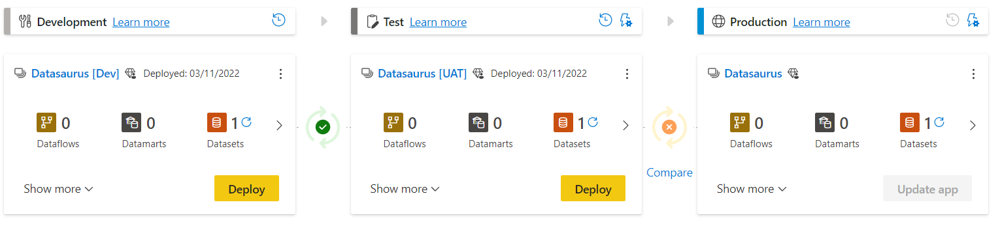 Development Learn more
Test Learn more
Production Learn more
Datasaurus [Dev] Deployed: 03/11/2022
0 0 1
Dataflows Datamarts Datasets
Show more Deploy
Datasaurus [UAT] Deployed: 03/11/2022
0 0 1
Dataflows Datamarts Datasets
Show more Deploy
Compare
Datasaurus
0 0 1
Dataflows Datamarts Datasets
Show more Update app